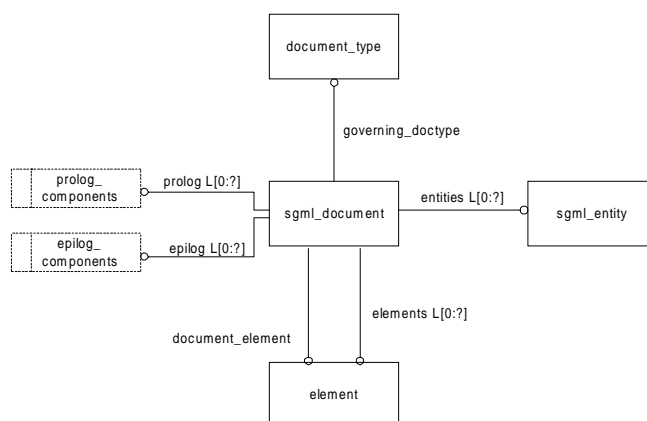 document_type
governing_doctype
prolog_
components
prolog L[0:?]
sgml_document
entities L[0:?]
sgml_entity
epilog_
components
epilog L[0:?]
document_element
elements L[0:?]
element